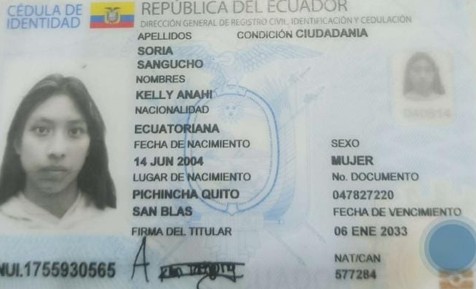 CÉDULA DE IDENTIDAD
REPÚBLICA DEL ECUADOR
DIRECCIÓN GENERAL DE REGISTRO CIVIL, IDENTIFICACIÓN Y CEDULACIÓN
APELLIDOS CONDICIÓN CIUDADANIA
SORIA
SANGUCHO
NOMBRES
KELLY ANAHI
NACIONALIDAD
ECUATORIANA
FECHA DE NACIMIENTO SEXO
14 JUN 2004 MUJER
LUGAR DE NACIMIENTO No. DOCUMENTO
PICHINCHA QUITO 047827220
SAN BLAS FECHA DE VENCIMIENTO
FIRMA DEL TITULAR 06 ENE 2033
NAT/CAN
NUI.1755930565 577284